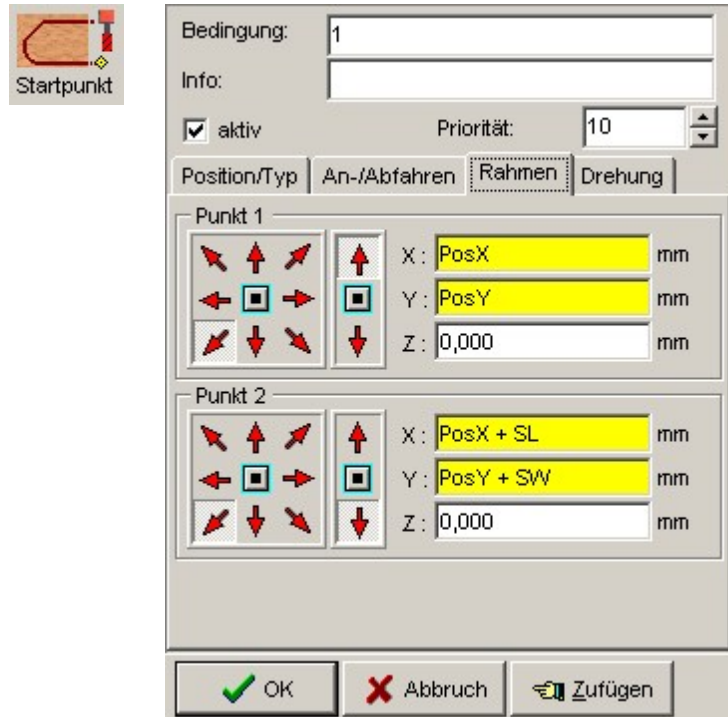 Startpunkt
Bedingung: 1
Info:
aktiv Priorität: 10
Position/Typ An-/Abfahren Rahmen Drehung
Punkt 1
X : PosX mm
Y : PosY mm
Z : 0,000 mm
Punkt 2
X : PosX + SL mm
Y : PosY + SW mm
Z : 0,000 mm
OK Abbruch Zufügen